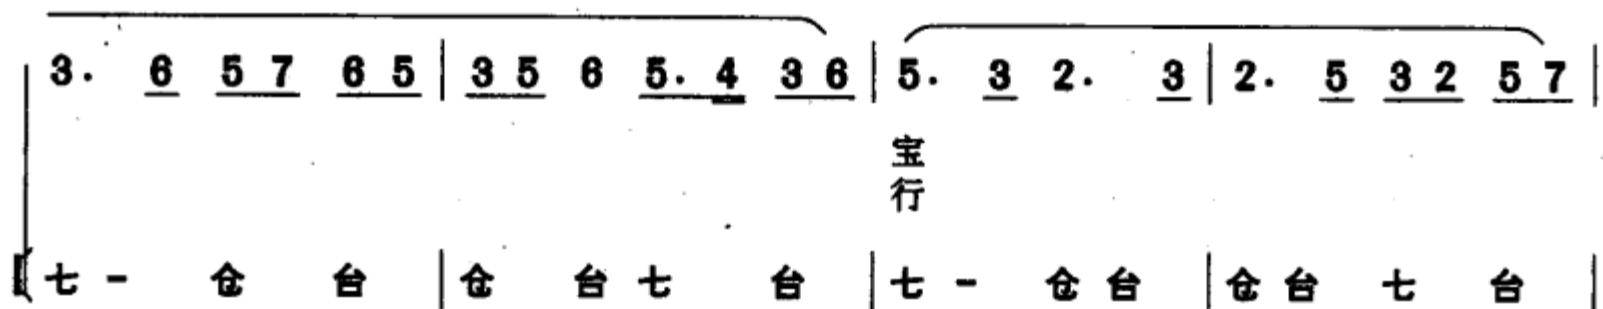 3. 6 5 7 6 5 | 3 5 6 5. 4 3 6 | 5. 3 2. 3 | 2. 5 3 2 5 7 |
宝
行
七 - 仓 台 | 仓 台 七 台 | 七 - 仓 台 | 仓 台 七 台 |